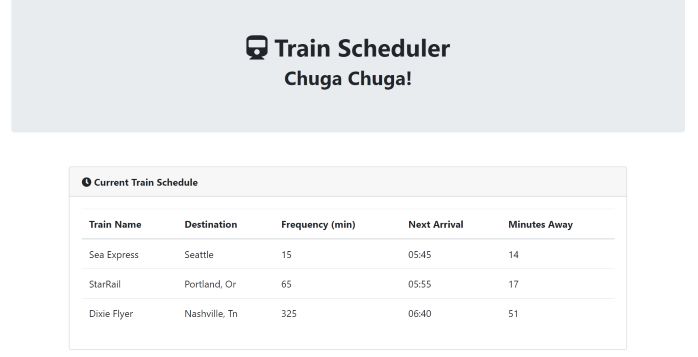 Train Scheduler
Chuga Chuga!
Current Train Schedule
Train Name Destination Frequency (min) Next Arrival Minutes Away
Sea Express Seattle 15 05:45 14
StarRail Portland, Or 65 05:55 17
Dixie Flyer Nashville, Tn 325 06:40 51